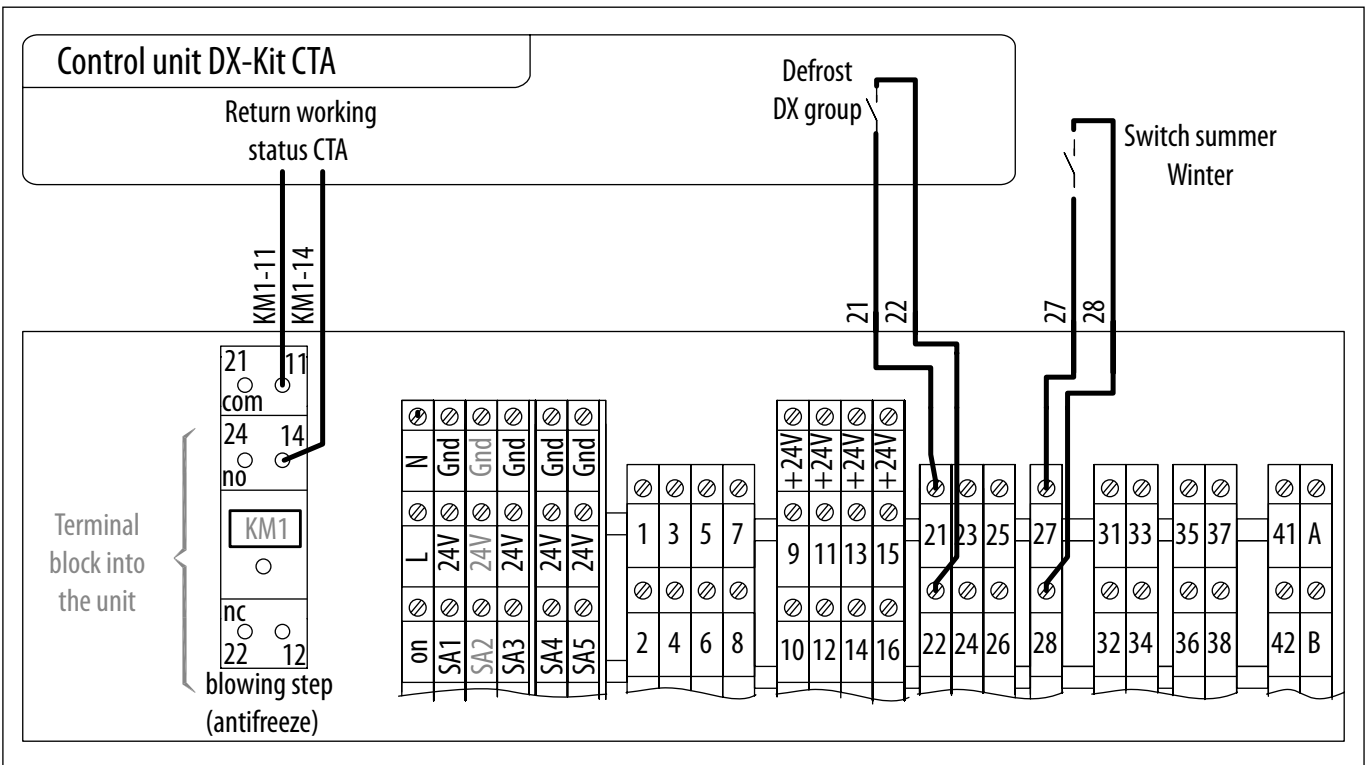 Control unit DX-Kit CTA
Return working
status CTA
Defrost
DX group
Switch summer
Winter
KM1-11
KM1-14
21
22
27
28
21 11
com
24 14
no
KM1
nc
22 12
Terminal
block into
the unit
blowing step
(antifreeze)
N Gnd Gnd Gnd Gnd Gnd
L 24V 24V 24V 24V 24V
on SA1 SA2 SA3 SA4 SA5
1 3 5 7
2 4 6 8
+24V +24V +24V +24V
9 11 13 15
10 12 14 16
21 23 25 27 31 33 35 37 41 A
22 24 26 28 32 34 36 38 42 B